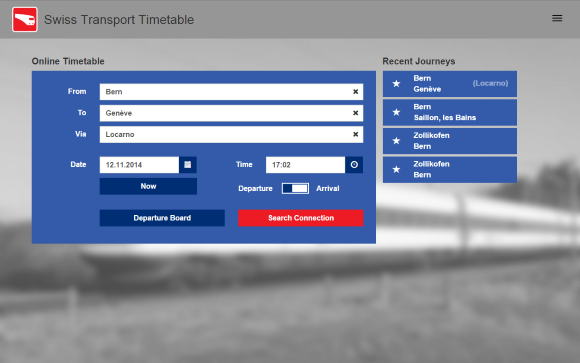 Swiss Transport Timetable
Online Timetable
From Bern
To Genève
Via Locarno
Date 12.11.2014 Time 17:02
Now Departure Arrival
Departure Board Search Connection
Recent Journeys
Bern
Genève (Locarno)
Bern
Saillon, les Bains
Zollikofen
Bern
Zollikofen
Bern